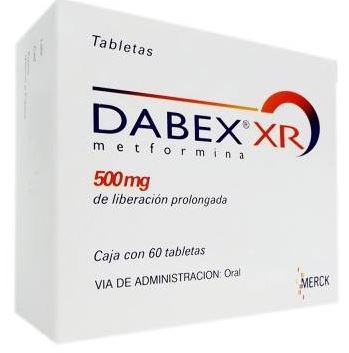 Tabletas
DABEX® XR
metformina
500mg
de liberación prolongada
Caja con 60 tabletas
VIA DE ADMINISTRACION: Oral
MERCK